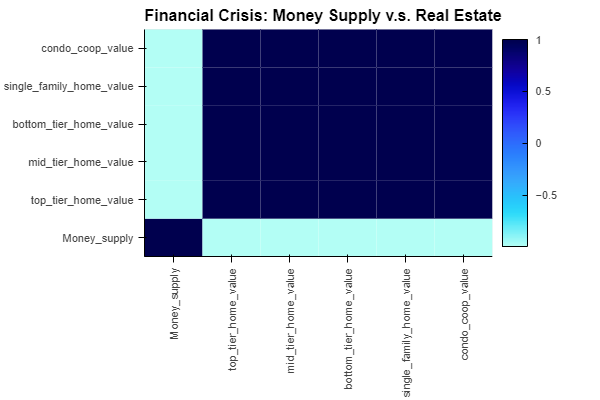 Financial Crisis: Money Supply v.s. Real Estate
condo_coop_value
single_family_home_value
bottom_tier_home_value
mid_tier_home_value
top_tier_home_value
Money_supply
1
0.5
0
−0.5
Money_supply
top_tier_home_value
mid_tier_home_value
bottom_tier_home_value
single_family_home_value
condo_coop_value